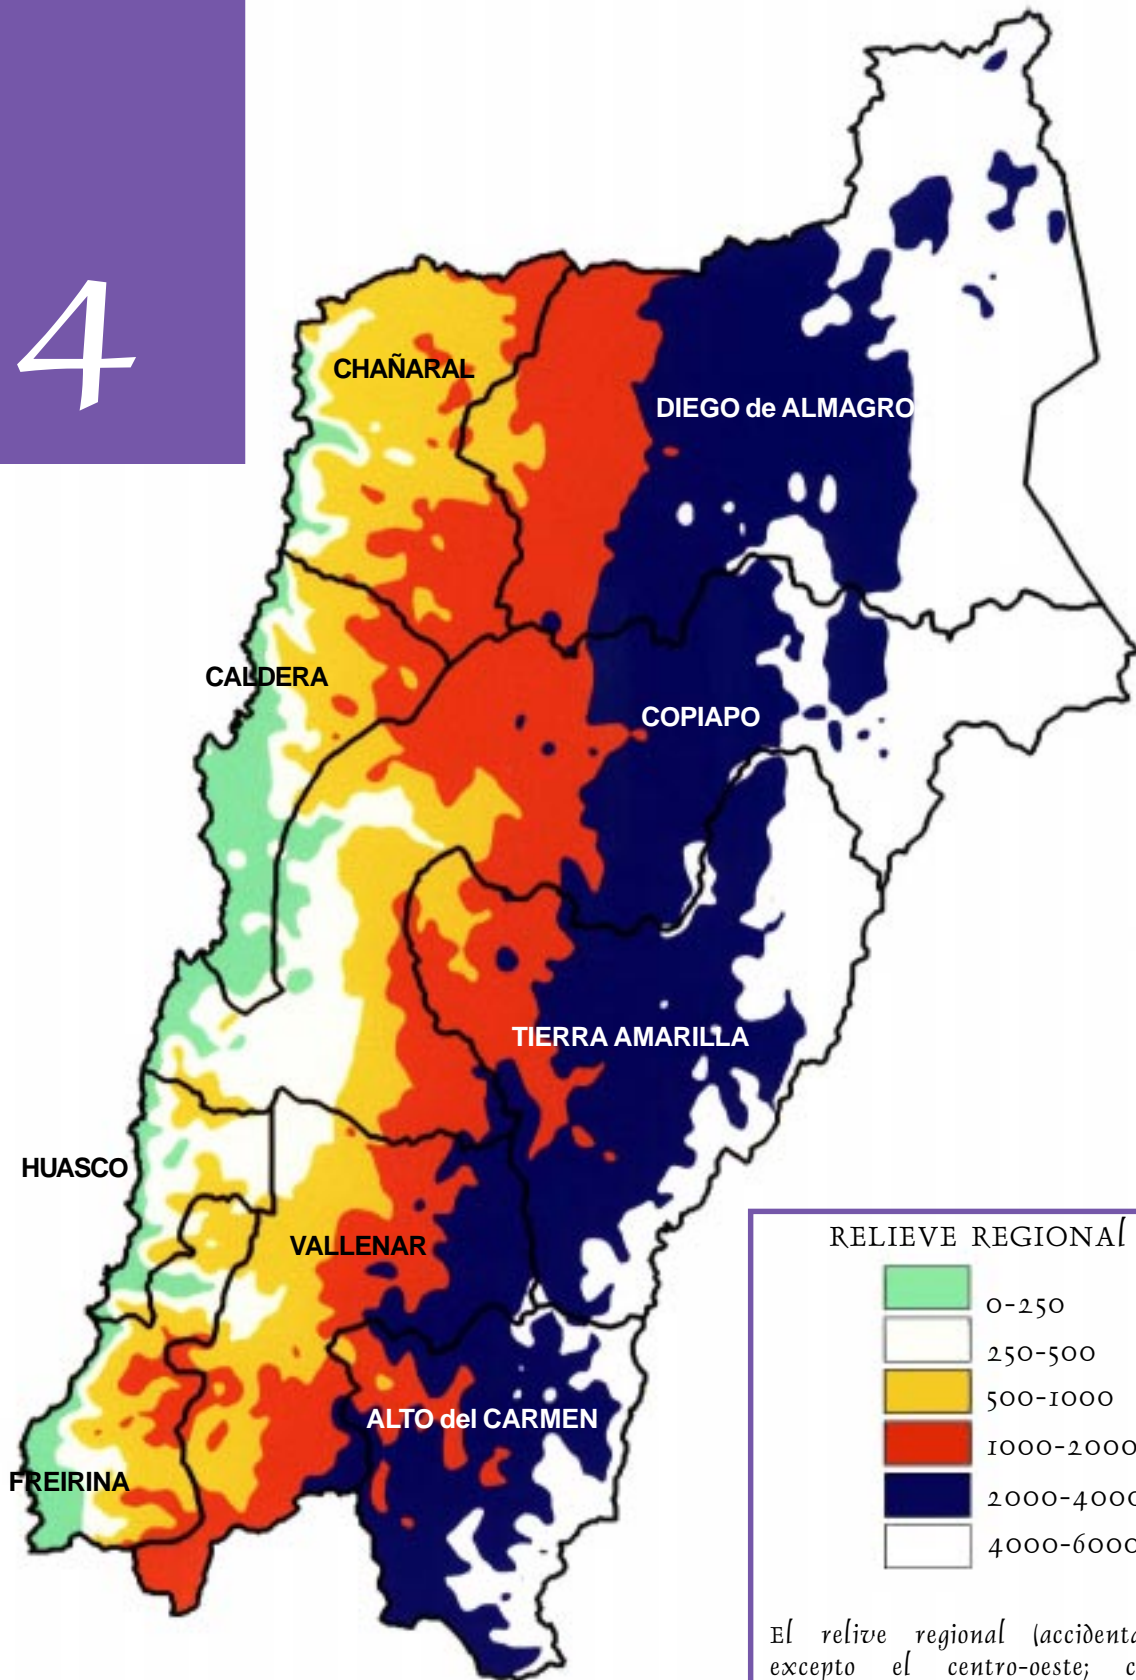 4
CHAÑARAL
DIEGO de ALMAGRO
CALDERA
COPIAPO
TIERRA AMARILLA
HUASCO
VALLENAR
ALTO del CARMEN
FREIRINA
RELIEVE REGIONAL
0-250
250-500
500-1000
1000-2000
2000-4000
4000-6000
El relive regional (accidenta
excepto el centro-oeste; c